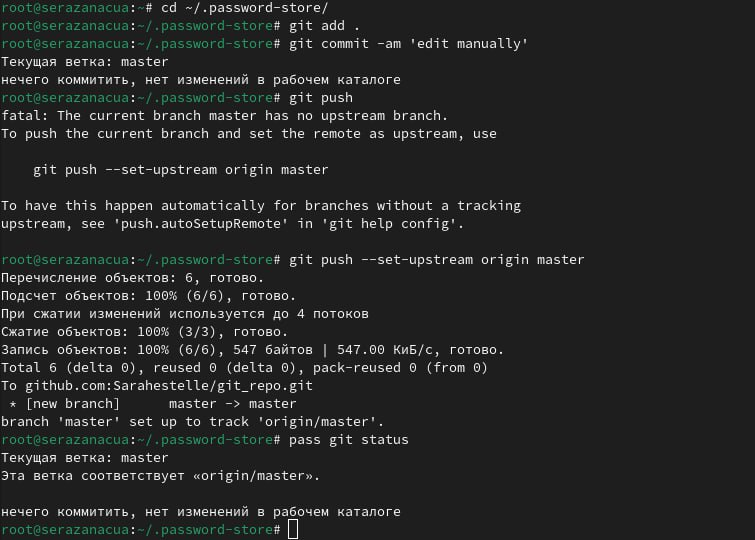 root@serazanacua:~# cd ~/.password-store/
root@serazanacua:~/.password-store# git add .
root@serazanacua:~/.password-store# git commit -am 'edit manually'
Текущая ветка: master
нечего коммитить, нет изменений в рабочем каталоге
root@serazanacua:~/.password-store# git push
fatal: The current branch master has no upstream branch.
To push the current branch and set the remote as upstream, use
git push --set-upstream origin master
To have this happen automatically for branches without a tracking
upstream, see 'push.autoSetupRemote' in 'git help config'.
root@serazanacua:~/.password-store# git push --set-upstream origin master
Перечисление объектов: 6, готово.
Подсчет объектов: 100% (6/6), готово.
При сжатии изменений используется до 4 потоков
Сжатие объектов: 100% (3/3), готово.
Запись объектов: 100% (6/6), 547 байтов | 547.00 КиБ/с, готово.
Total 6 (delta 0), reused 0 (delta 0), pack-reused 0 (from 0)
To github.com:Sarahestelle/git_repo.git
* [new branch]      master -> master
branch 'master' set up to track 'origin/master'.
root@serazanacua:~/.password-store# pass git status
Текущая ветка: master
Эта ветка соответствует «origin/master».
нечего коммитить, нет изменений в рабочем каталоге
root@serazanacua:~/.password-store#